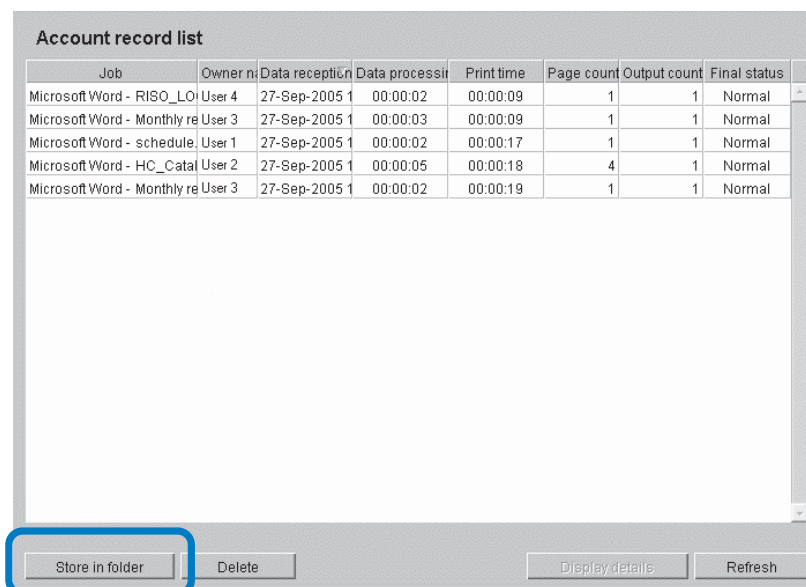 Account record list
Job Owner na Data reception Data processin Print time Page count Output count Final status
Microsoft Word - RISO_LO User 4 27-Sep-2005 1 00:00:02 00:00:09 1 1 Normal
Microsoft Word - Monthly re User 3 27-Sep-2005 1 00:00:03 00:00:09 1 1 Normal
Microsoft Word - schedule. User 1 27-Sep-2005 1 00:00:02 00:00:17 1 1 Normal
Microsoft Word - HC_Catal User 2 27-Sep-2005 1 00:00:05 00:00:18 4 1 Normal
Microsoft Word - Monthly re User 3 27-Sep-2005 1 00:00:02 00:00:19 1 1 Normal
Store in folder Delete Display details Refresh